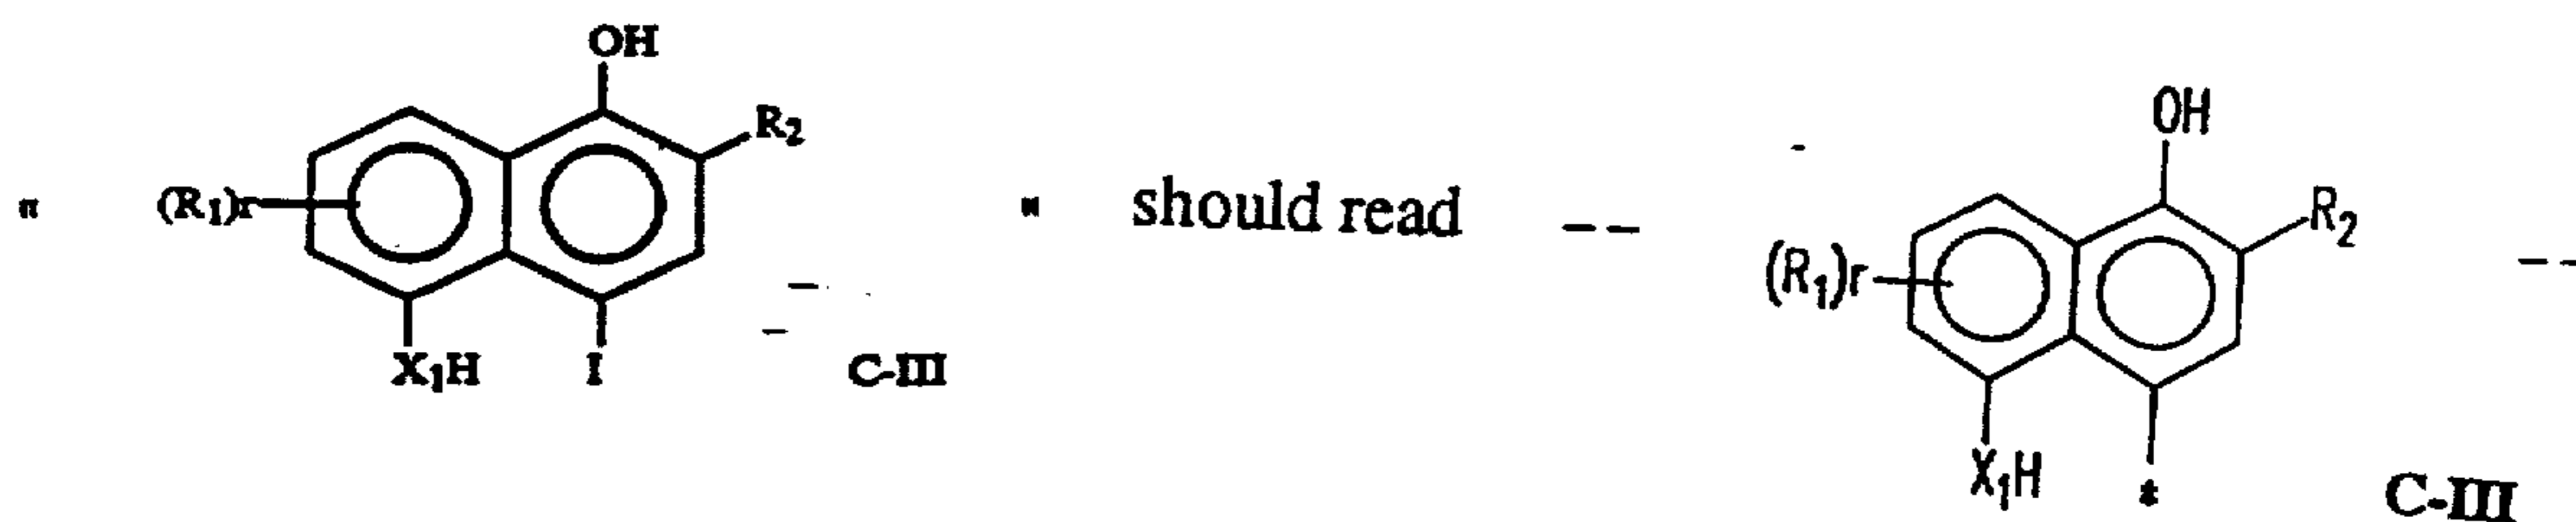 OH
R2
" (R1)r " should read --
X1H I C-III
OH
R2
(R1)r --
X1H * C-III